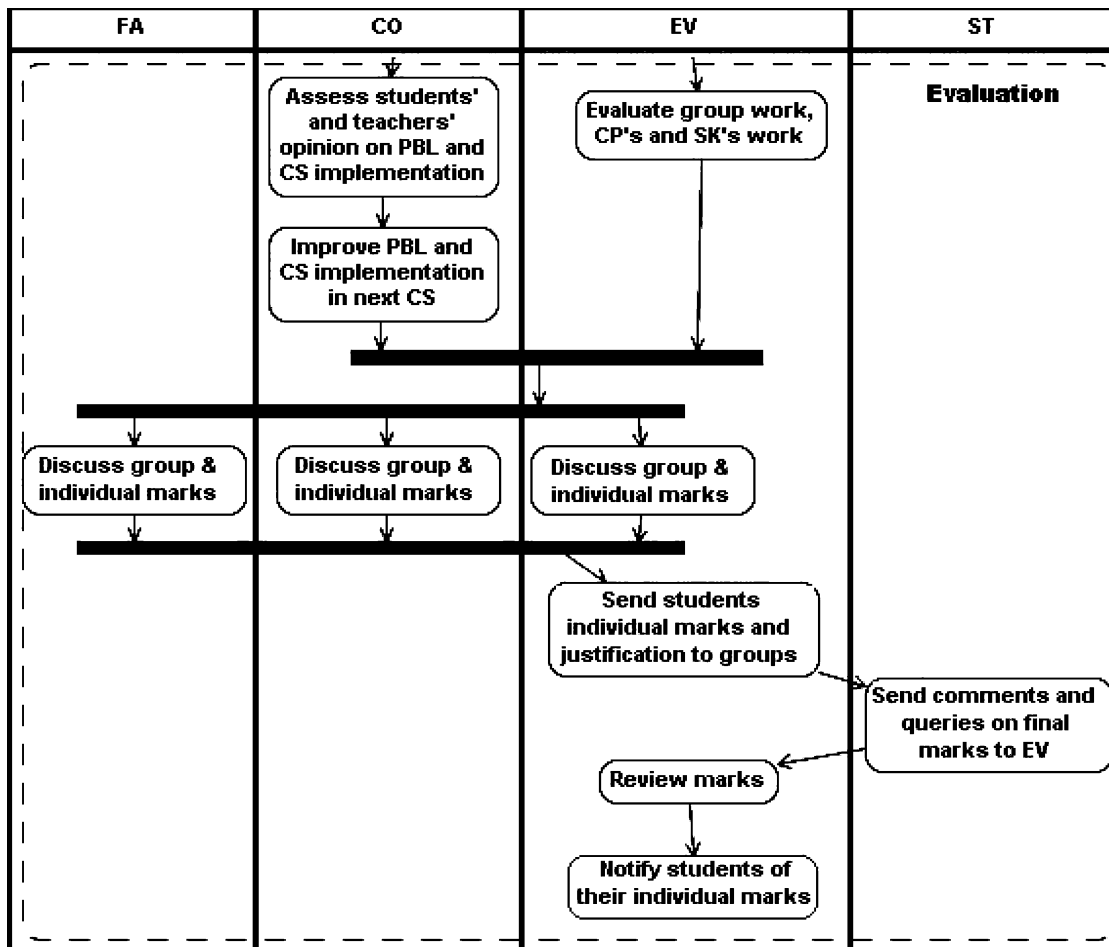 FA
CO
EV
ST
Evaluation
Assess students'
and teachers'
opinion on PBL and
CS implementation
Evaluate group work,
CP's and SK's work
Improve PBL and
CS implementation
in next CS
Discuss group &
individual marks
Discuss group &
individual marks
Discuss group &
individual marks
Send students
individual marks and
justification to groups
Send comments and
queries on final
marks to EV
Review marks
Notify students of
their individual marks